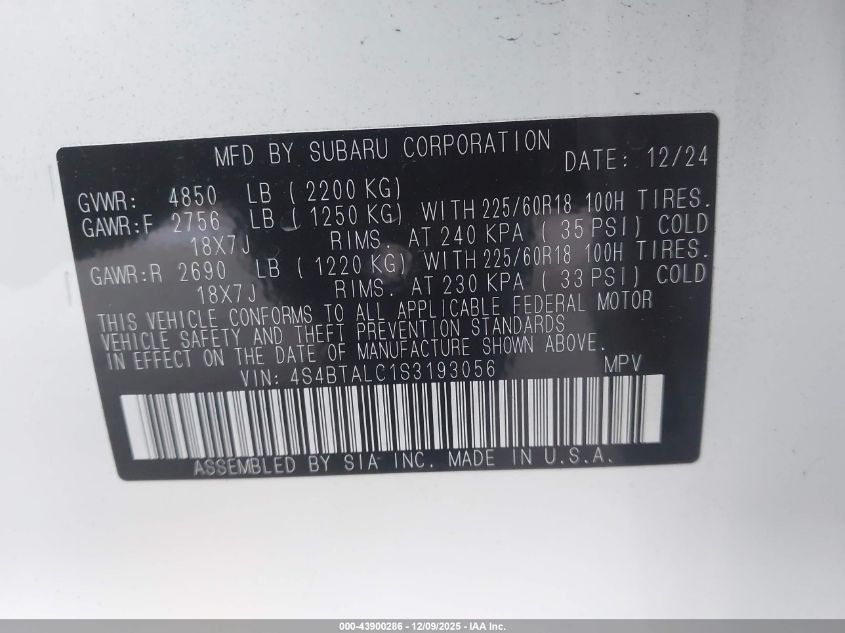 MFD BY SUBARU CORPORATION DATE: 12/24
GVWR: 4850 LB ( 2200 KG)
GAWR:F 2756 LB ( 1250 KG) WITH 225/60R18 100H TIRES.
18X7J RIMS. AT 240 KPA ( 35 PSI) COLD
GAWR:R 2690 LB ( 1220 KG) WITH 225/60R18 100H TIRES.
18X7J RIMS. AT 230 KPA ( 33 PSI) COLD
THIS VEHICLE CONFORMS TO ALL APPLICABLE FEDERAL MOTOR
VEHICLE SAFETY AND THEFT PREVENTION STANDARDS
IN EFFECT ON THE DATE OF MANUFACTURE SHOWN ABOVE.
VIN: 4S4BTALC1S3193056 MPV
ASSEMBLED BY SIA INC. MADE IN U.S.A.
000-43900286 - 12/09/2025 - IAA Inc.